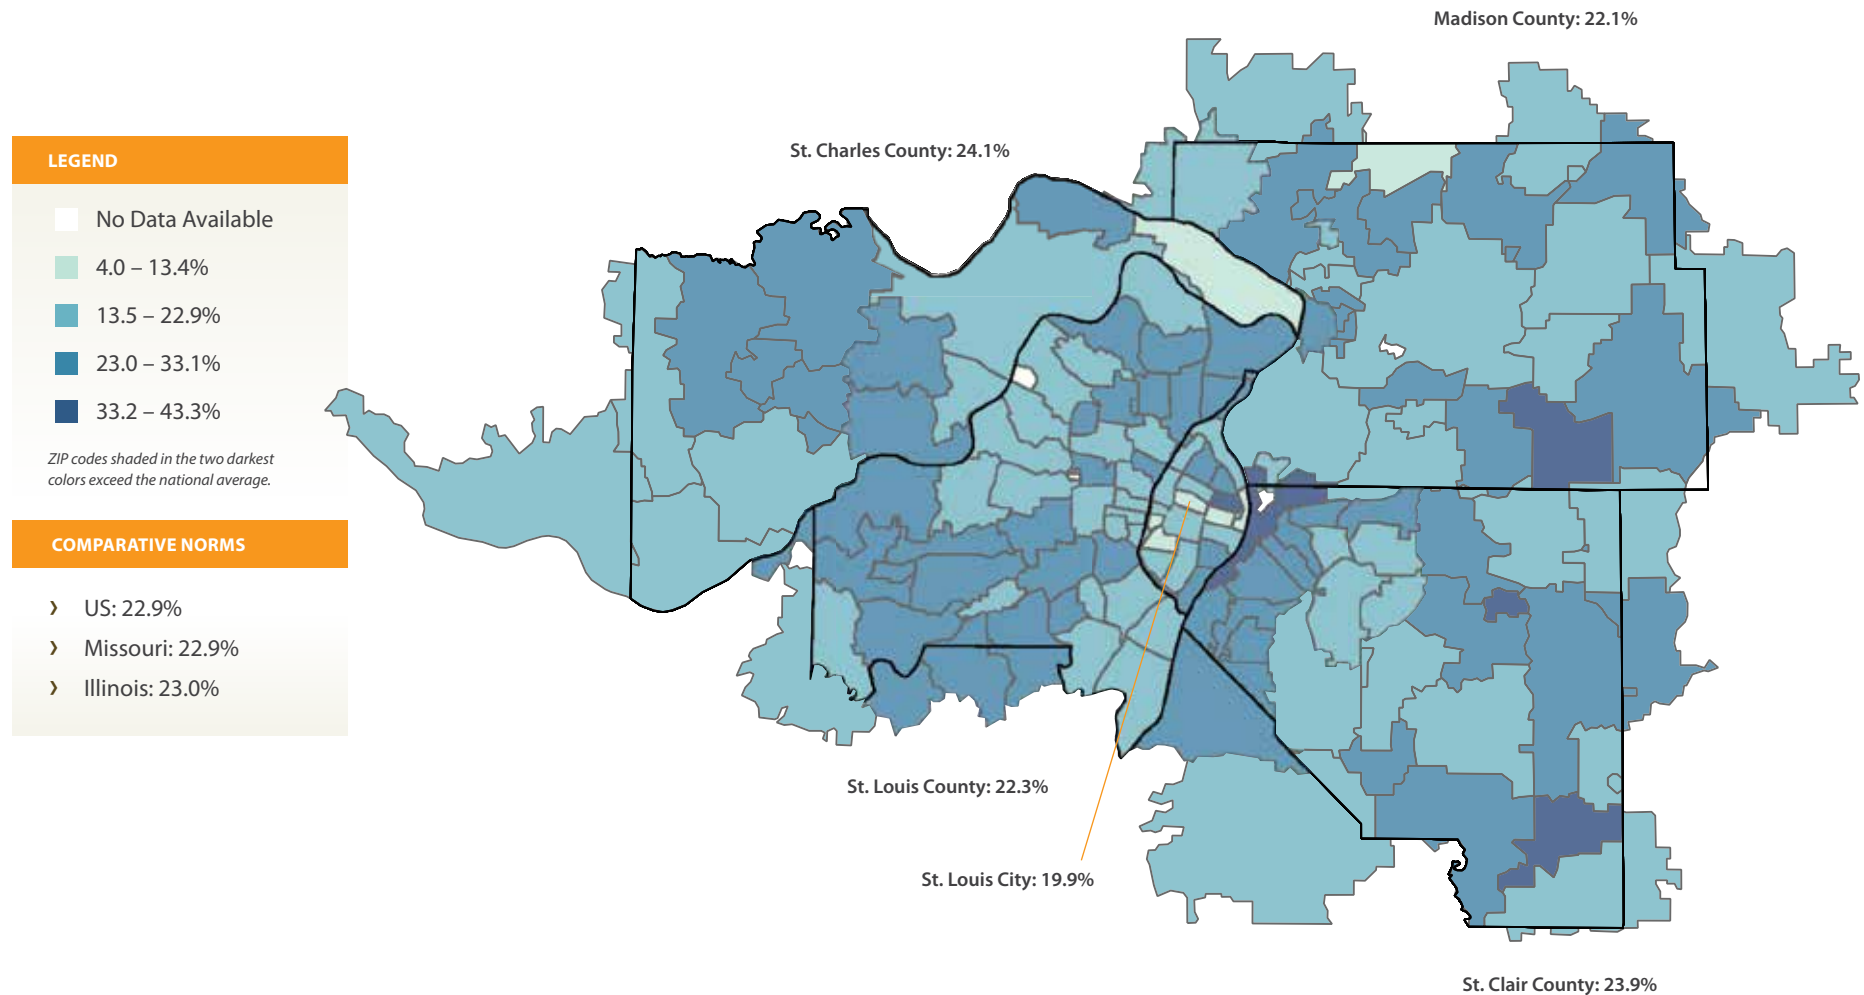 Madison County: 22.1%
St. Charles County: 24.1%
LEGEND
No Data Available
4.0 – 13.4%
13.5 – 22.9%
23.0 – 33.1%
33.2 – 43.3%
ZIP codes shaded in the two darkest
colors exceed the national average.
COMPARATIVE NORMS
› US: 22.9%
› Missouri: 22.9%
› Illinois: 23.0%
St. Louis County: 22.3%
St. Louis City: 19.9%
St. Clair County: 23.9%